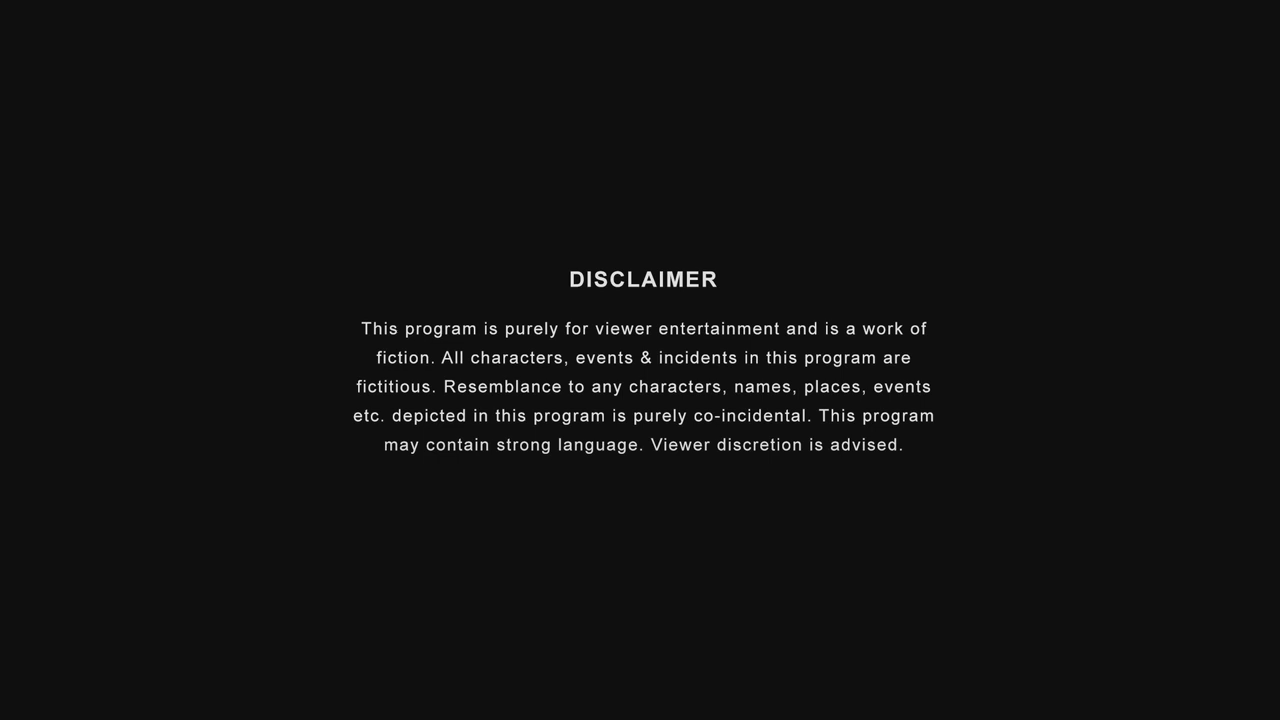 DISCLAIMER
This program is purely for viewer entertainment and is a work of
fiction. All characters, events & incidents in this program are
fictitious. Resemblance to any characters, names, places, events
etc. depicted in this program is purely co-incidental. This program
may contain strong language. Viewer discretion is advised.